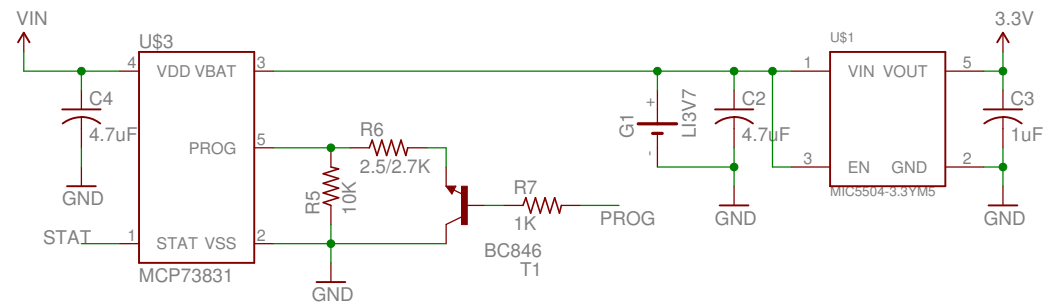 VIN
U$3
4
VDD VBAT
3
C4
4.7uF
GND
PROG
5
R6
2.5/2.7K
R5
10K
R7
1K
PROG
BC846
T1
STAT
1
STAT VSS
2
MCP73831
GND
+
G1
-
LI3V7
C2
4.7uF
GND
U$1
1
VIN VOUT
5
3
EN GND
2
MIC5504-3.3YM5
3.3V
C3
1uF
GND